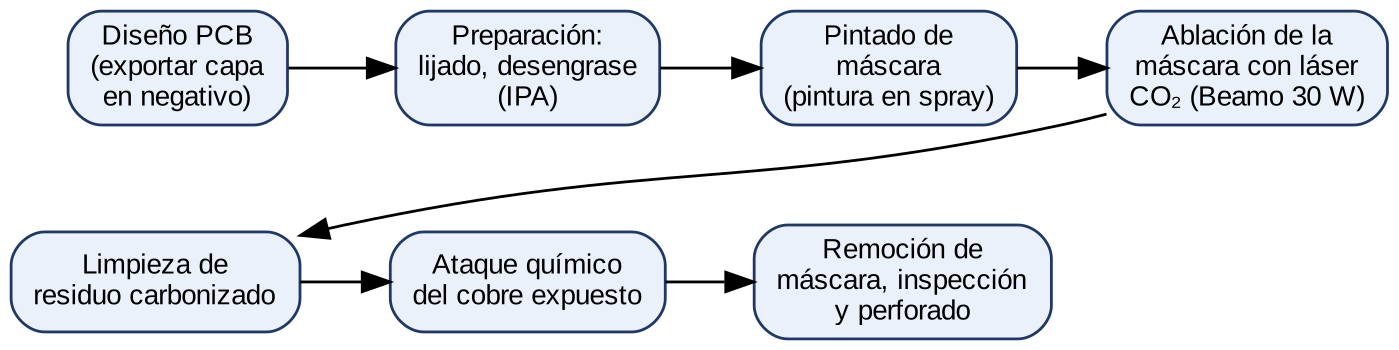 Diseño PCB
(exportar capa
en negativo)
Preparación:
lijado, desengrase
(IPA)
Pintado de
máscara
(pintura en spray)
Ablación de la
máscara con láser
CO₂ (Beamo 30 W)
Limpieza de
residuo carbonizado
Ataque químico
del cobre expuesto
Remoción de
máscara, inspección
y perforado